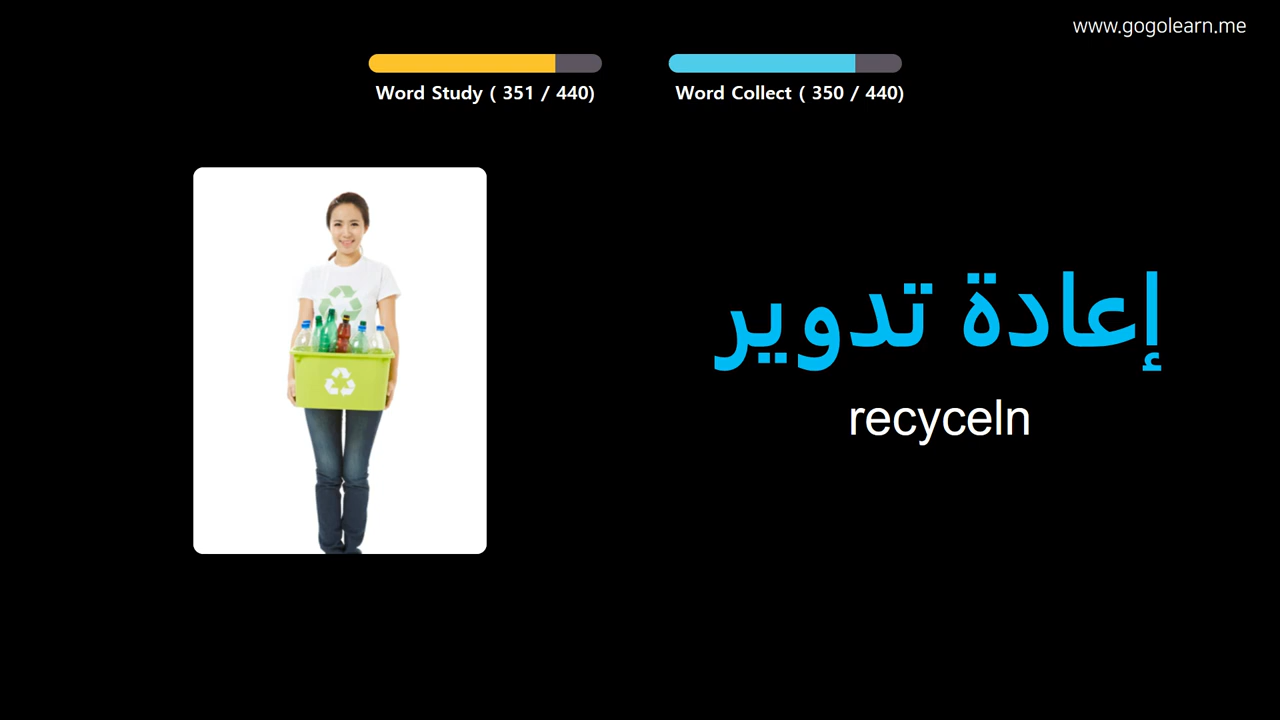 www.gogolearn.me
Word Study ( 351 / 440)
Word Collect ( 350 / 440)
إعادة تدوير
recyceln